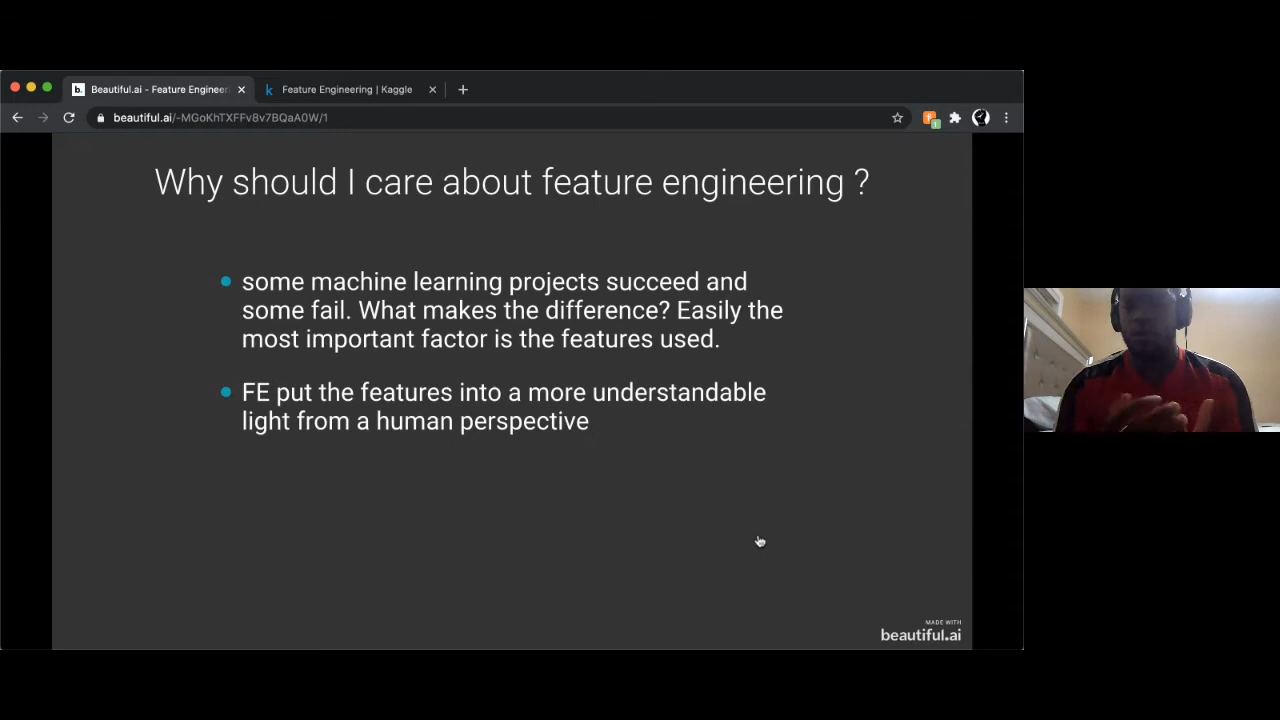 Beautiful.ai - Feature Engineeri
Feature Engineering | Kaggle
beautiful.ai/-MGoKhTXFFv8v7BQaA0W/1
Why should I care about feature engineering ?
some machine learning projects succeed and
some fail. What makes the difference? Easily the
most important factor is the features used.
FE put the features into a more understandable
light from a human perspective
MADE WITH
beautiful.ai